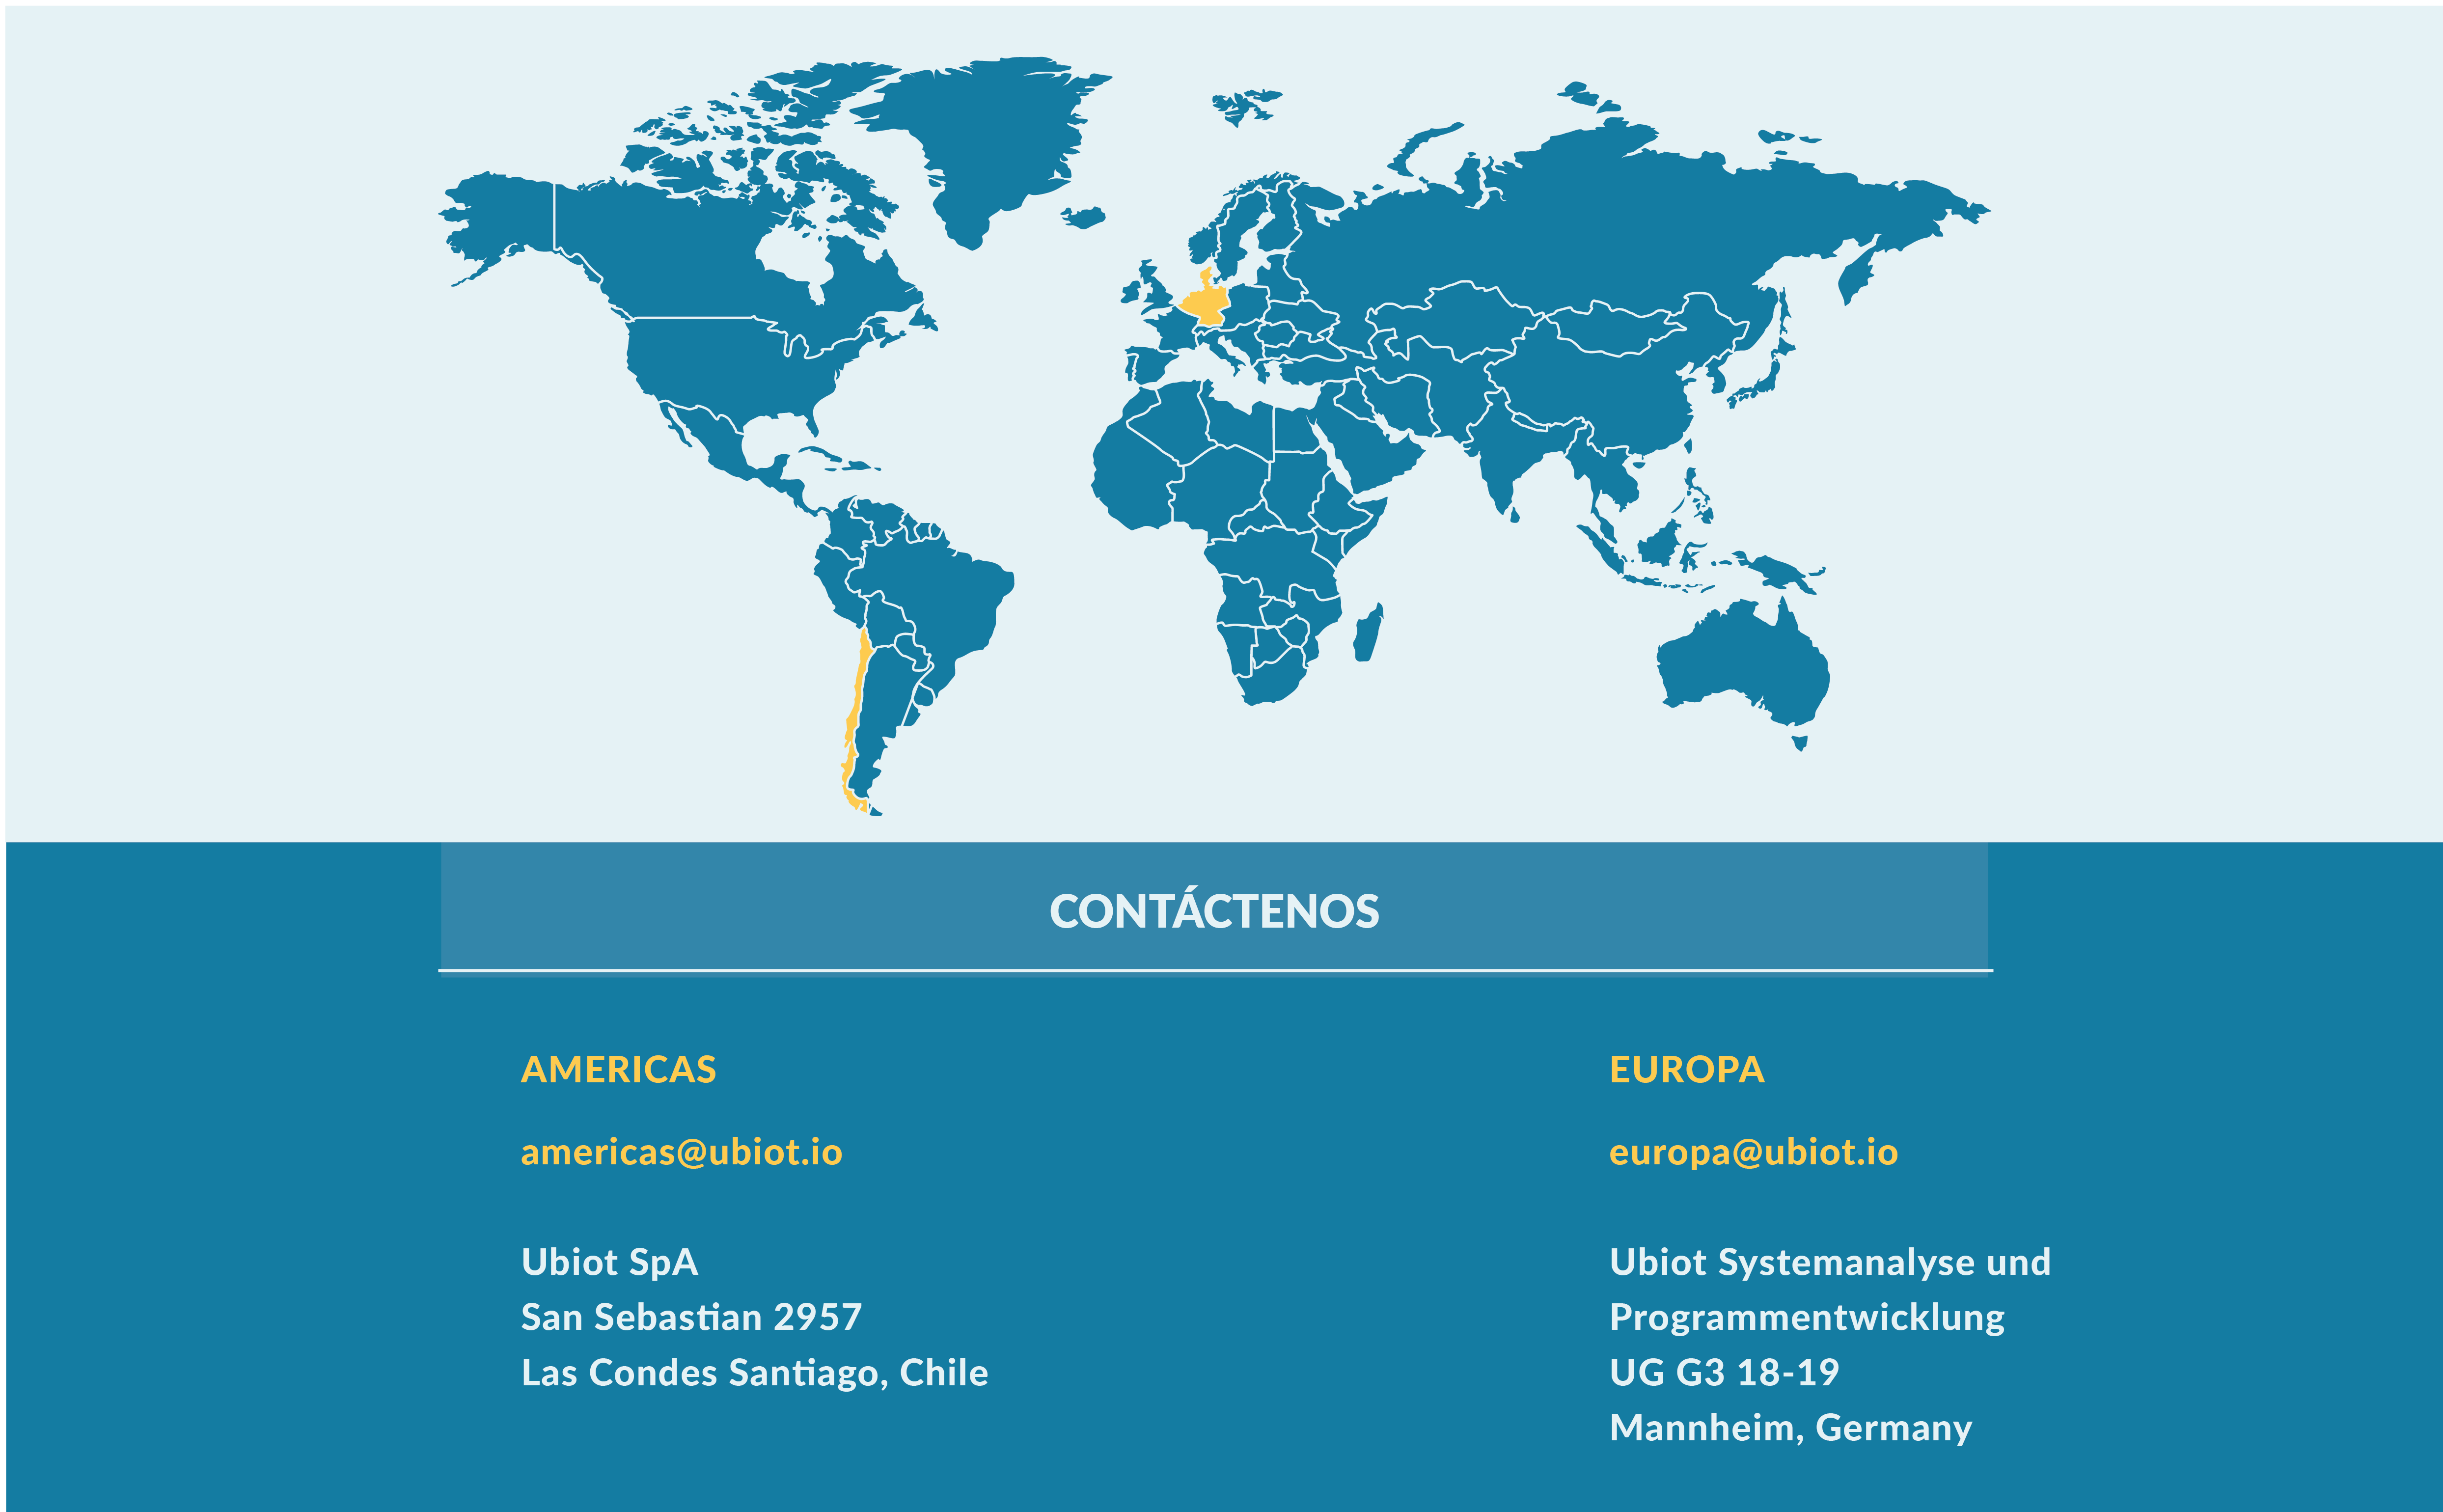 CONTÁCTENOS
AMERICAS
americas@ubiot.io
Ubiot SpA
San Sebastian 2957
Las Condes Santiago, Chile
EUROPA
europa@ubiot.io
Ubiot Systemanalyse und
Programmentwicklung
UG G3 18-19
Mannheim, Germany